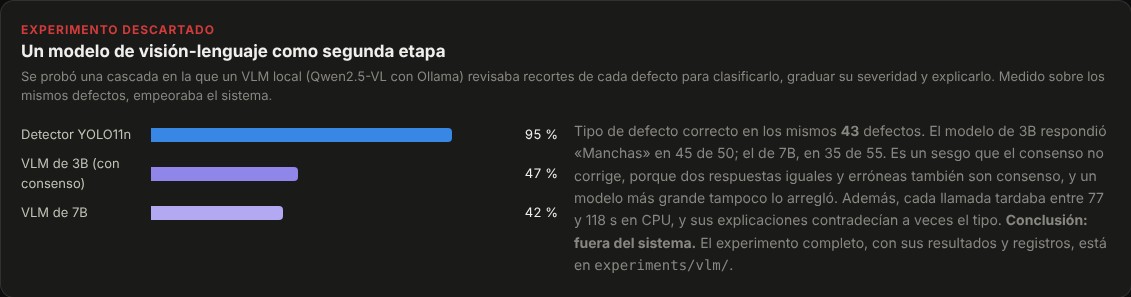 EXPERIMENTO DESCARTADO
Un modelo de visión-lenguaje como segunda etapa
Se probó una cascada en la que un VLM local (Qwen2.5-VL con Ollama) revisaba recortes de cada defecto para clasificarlo, graduar su severidad y explicarlo. Medido sobre los
mismos defectos, empeoraba el sistema.
Detector YOLO11n 95 %
VLM de 3B (con
consenso) 47 %
VLM de 7B 42 %
Tipo de defecto correcto en los mismos 43 defectos. El modelo de 3B respondió
«Manchas» en 45 de 50; el de 7B, en 35 de 55. Es un sesgo que el consenso no
corrige, porque dos respuestas iguales y erróneas también son consenso, y un
modelo más grande tampoco lo arregló. Además, cada llamada tardaba entre 77
y 118 s en CPU, y sus explicaciones contradecían a veces el tipo. Conclusión:
fuera del sistema. El experimento completo, con sus resultados y registros, está
en experiments/vlm/.